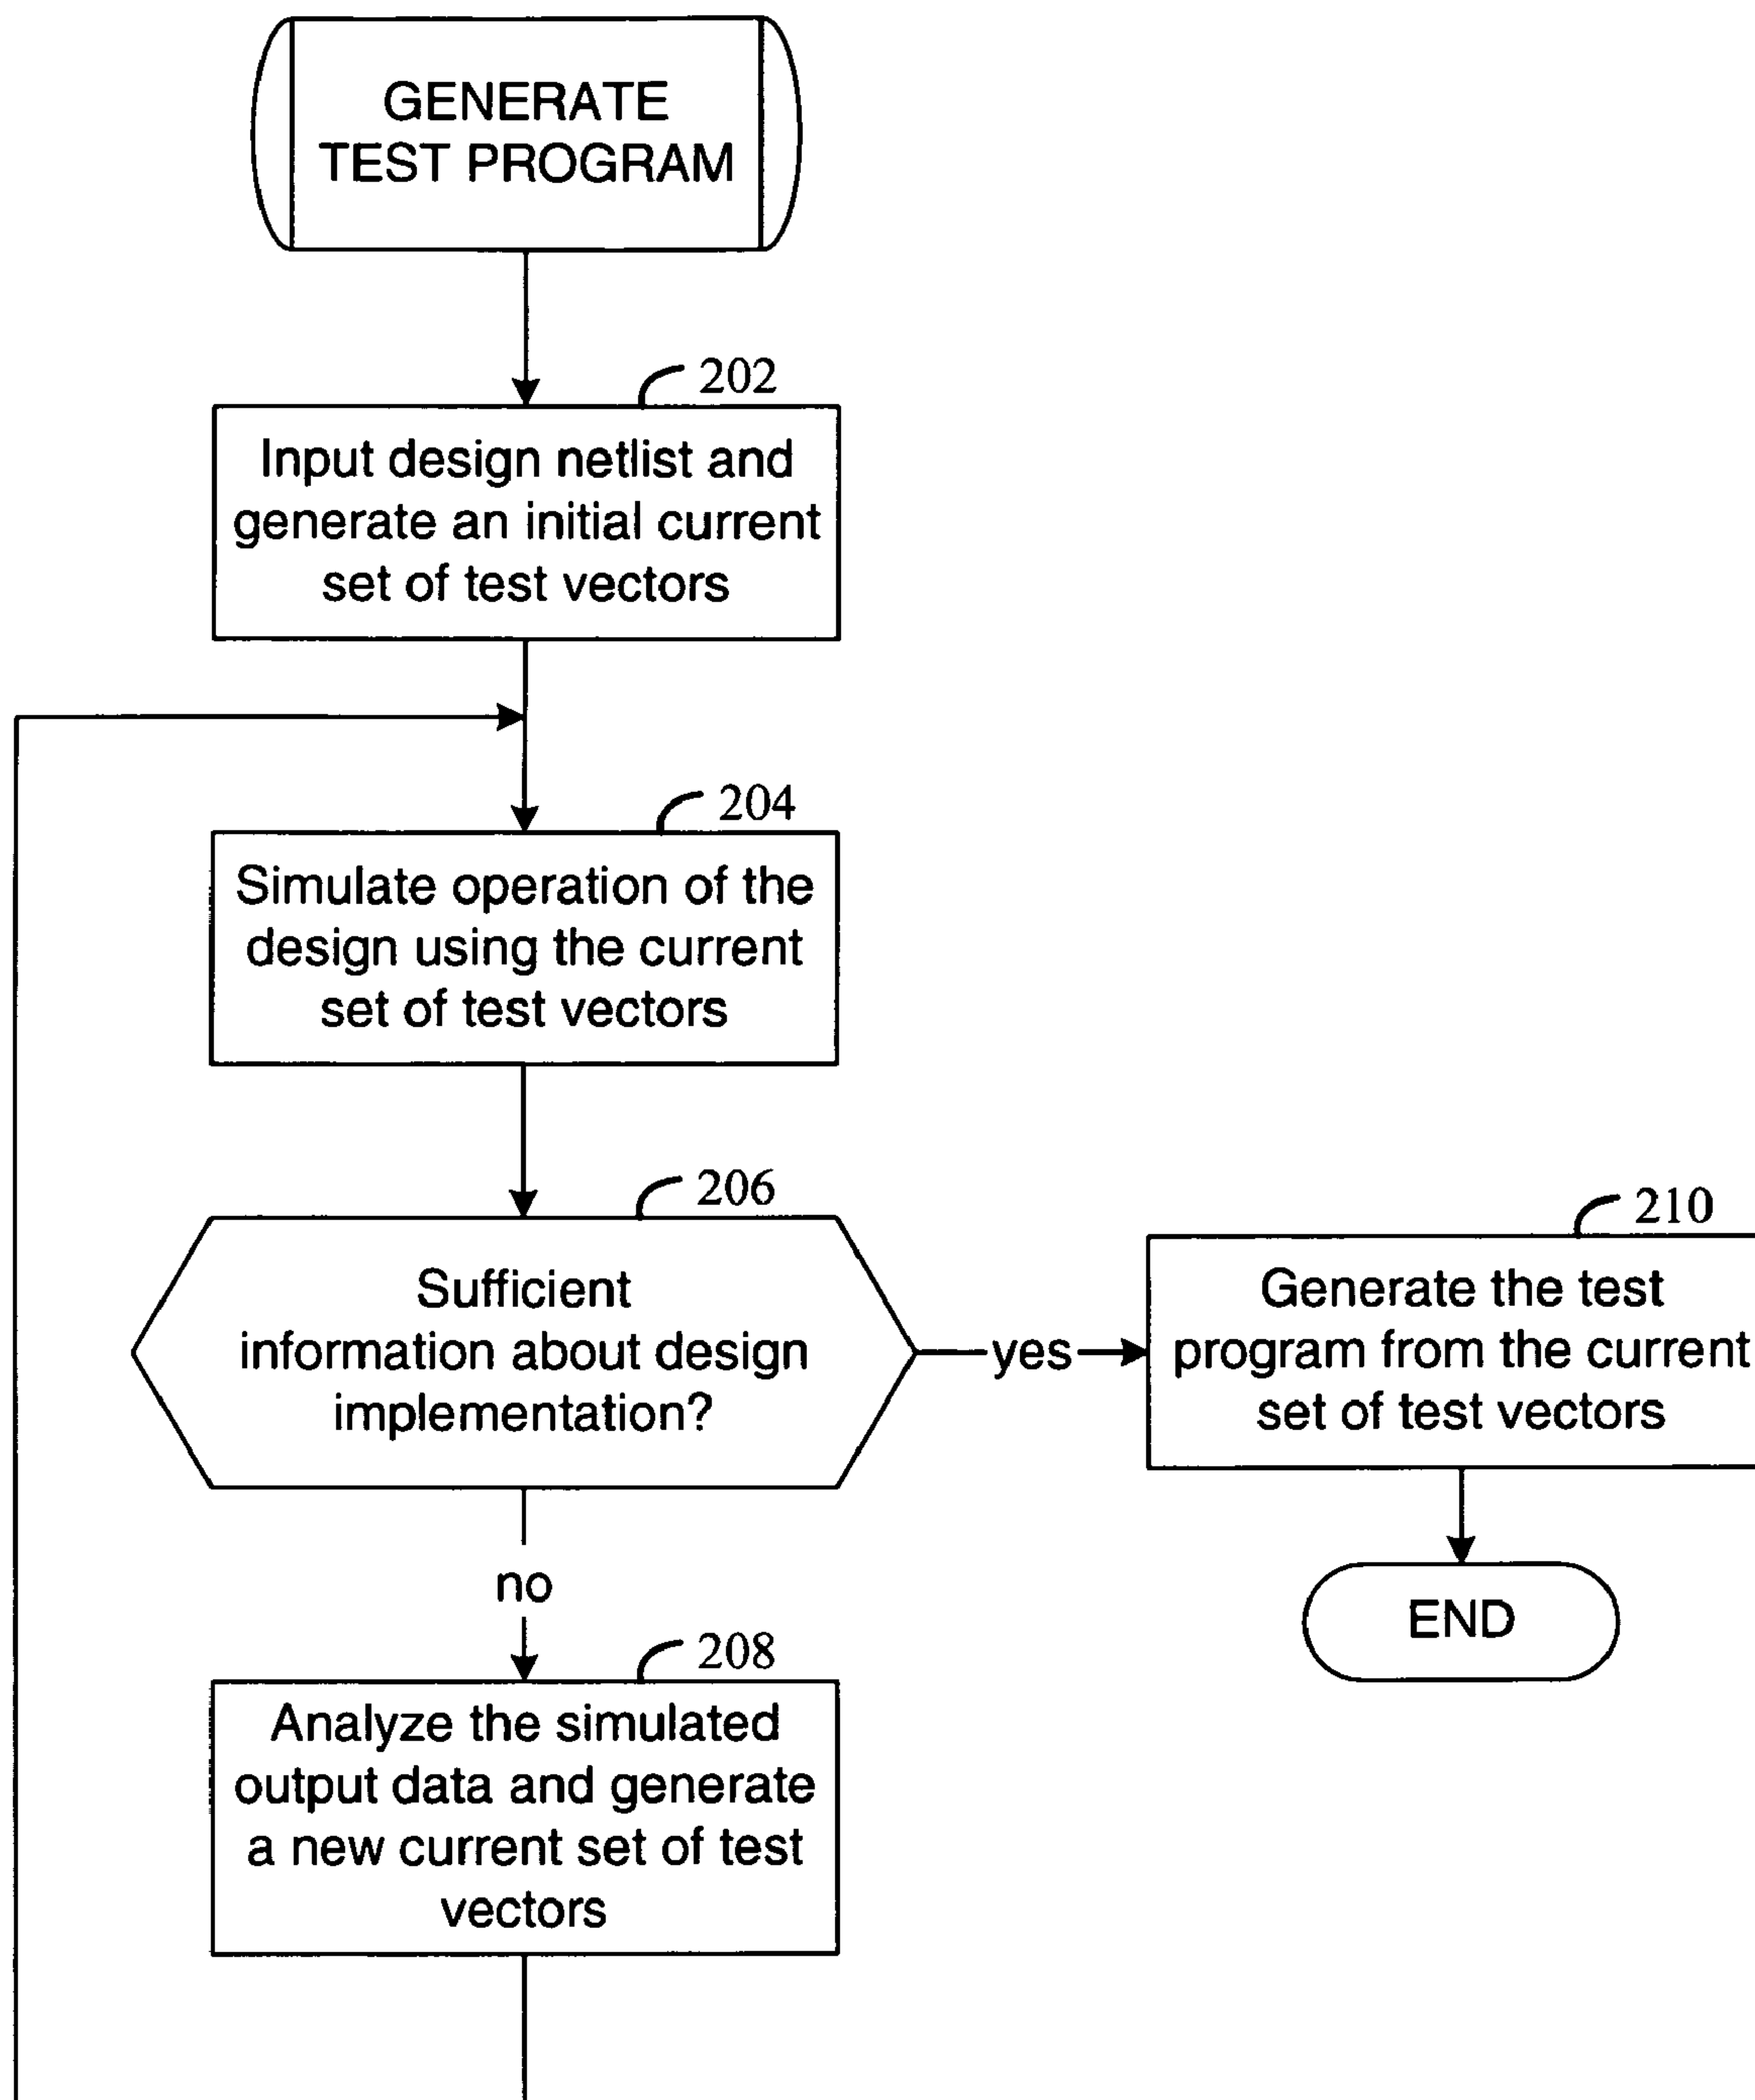 GENERATE
TEST PROGRAM
202
Input design netlist and
generate an initial current
set of test vectors
204
Simulate operation of the
design using the current
set of test vectors
206
Sufficient
information about design
implementation?
yes
210
Generate the test
program from the current
set of test vectors
END
no
208
Analyze the simulated
output data and generate
a new current set of test
vectors